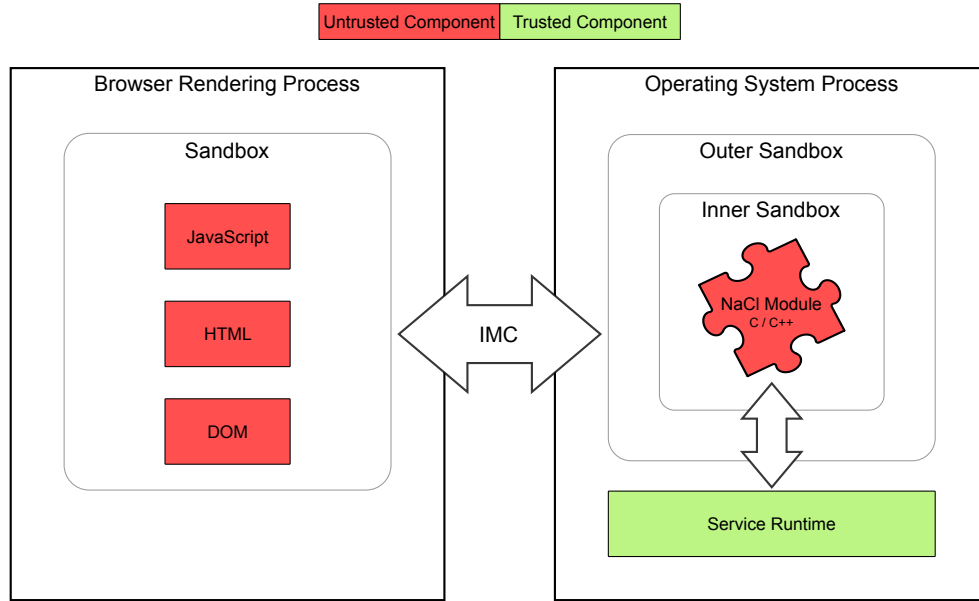 Untrusted Component
Trusted Component
Browser Rendering Process
Sandbox
JavaScript
HTML
DOM
IMC
Operating System Process
Outer Sandbox
Inner Sandbox
NaCl Module
C / C++
Service Runtime